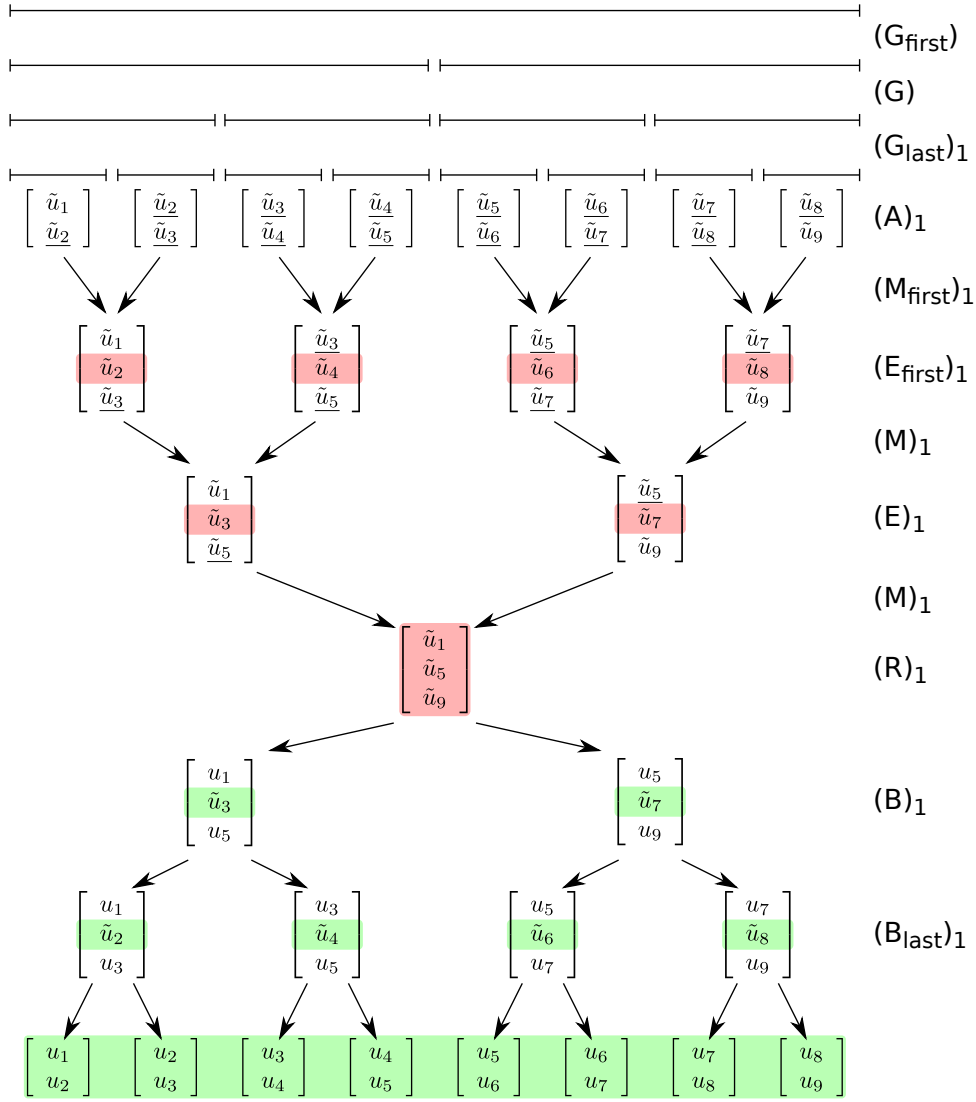 (G_first)
(G)
(G_last)_1
ũ_1 ũ_2 ũ_3 ũ_4 ũ_5 ũ_6 ũ_7 ũ_8 (A)_1
ũ_2 ũ_3 ũ_4 ũ_5 ũ_6 ũ_7 ũ_8 ũ_9
(M_first)_1
ũ_1 ũ_3 ũ_5 ũ_7
ũ_2 ũ_4 ũ_6 ũ_8 (E_first)_1
ũ_3 ũ_5 ũ_7 ũ_9
(M)_1
ũ_1 ũ_5
ũ_3 ũ_7 (E)_1
ũ_5 ũ_9
(M)_1
ũ_1
ũ_5 (R)_1
ũ_9
u_1 u_5
ũ_3 ũ_7 (B)_1
u_5 u_9
u_1 u_3 u_5 u_7
ũ_2 ũ_4 ũ_6 ũ_8 (B_last)_1
u_3 u_5 u_7 u_9
u_1 u_2 u_3 u_4 u_5 u_6 u_7 u_8
u_2 u_3 u_4 u_5 u_6 u_7 u_8 u_9